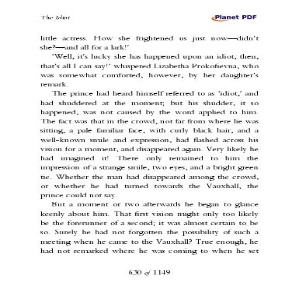 The Idiot
Planet PDF
little actress. How she frightened us just now—didn't
she?—and all for a lark!'
'Well, it's lucky she has happened upon an idiot, then,
that's all I can say!' whispered Lizabetha Prokofievna, who
was somewhat comforted, however, by her daughter's
remark.
The prince had heard himself referred to as 'idiot,' and
had shuddered at the moment; but his shudder, it so
happened, was not caused by the word applied to him.
The fact was that in the crowd, not far from where he was
sitting, a pale familiar face, with curly black hair, and a
well-known smile and expression, had flashed across his
vision for a moment, and disappeared again. Very likely he
had imagined it! There only remained to him the
impression of a strange smile, two eyes, and a bright green
tie. Whether the man had disappeared among the crowd,
or whether he had turned towards the Vauxhall, the
prince could not say.
But a moment or two afterwards he began to glance
keenly about him. That first vision might only too likely
be the forerunner of a second; it was almost certain to be
so. Surely he had not forgotten the possibility of such a
meeting when he came to the Vauxhall? True enough, he
had not remarked where he was coming to when he set
630 of 1149